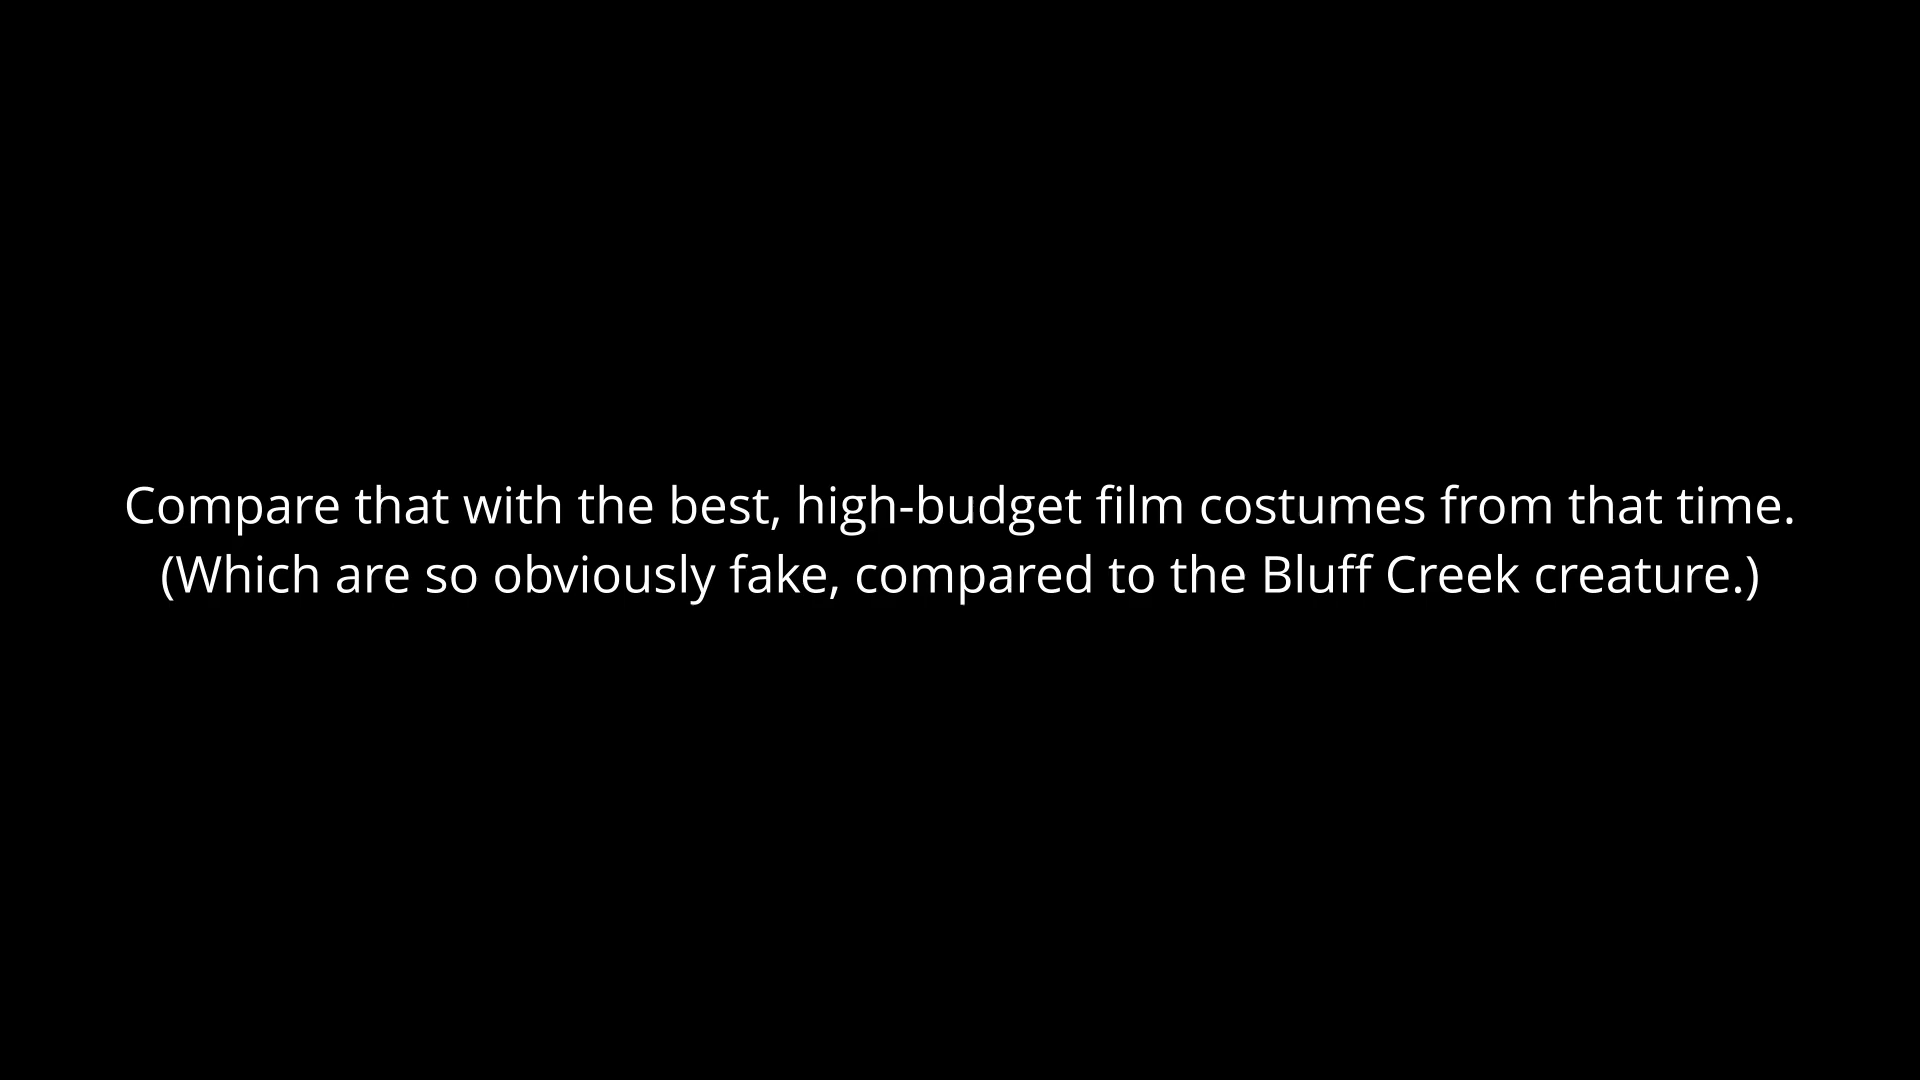 Compare that with the best, high-budget film costumes from that time.
(Which are so obviously fake, compared to the Bluff Creek creature.)